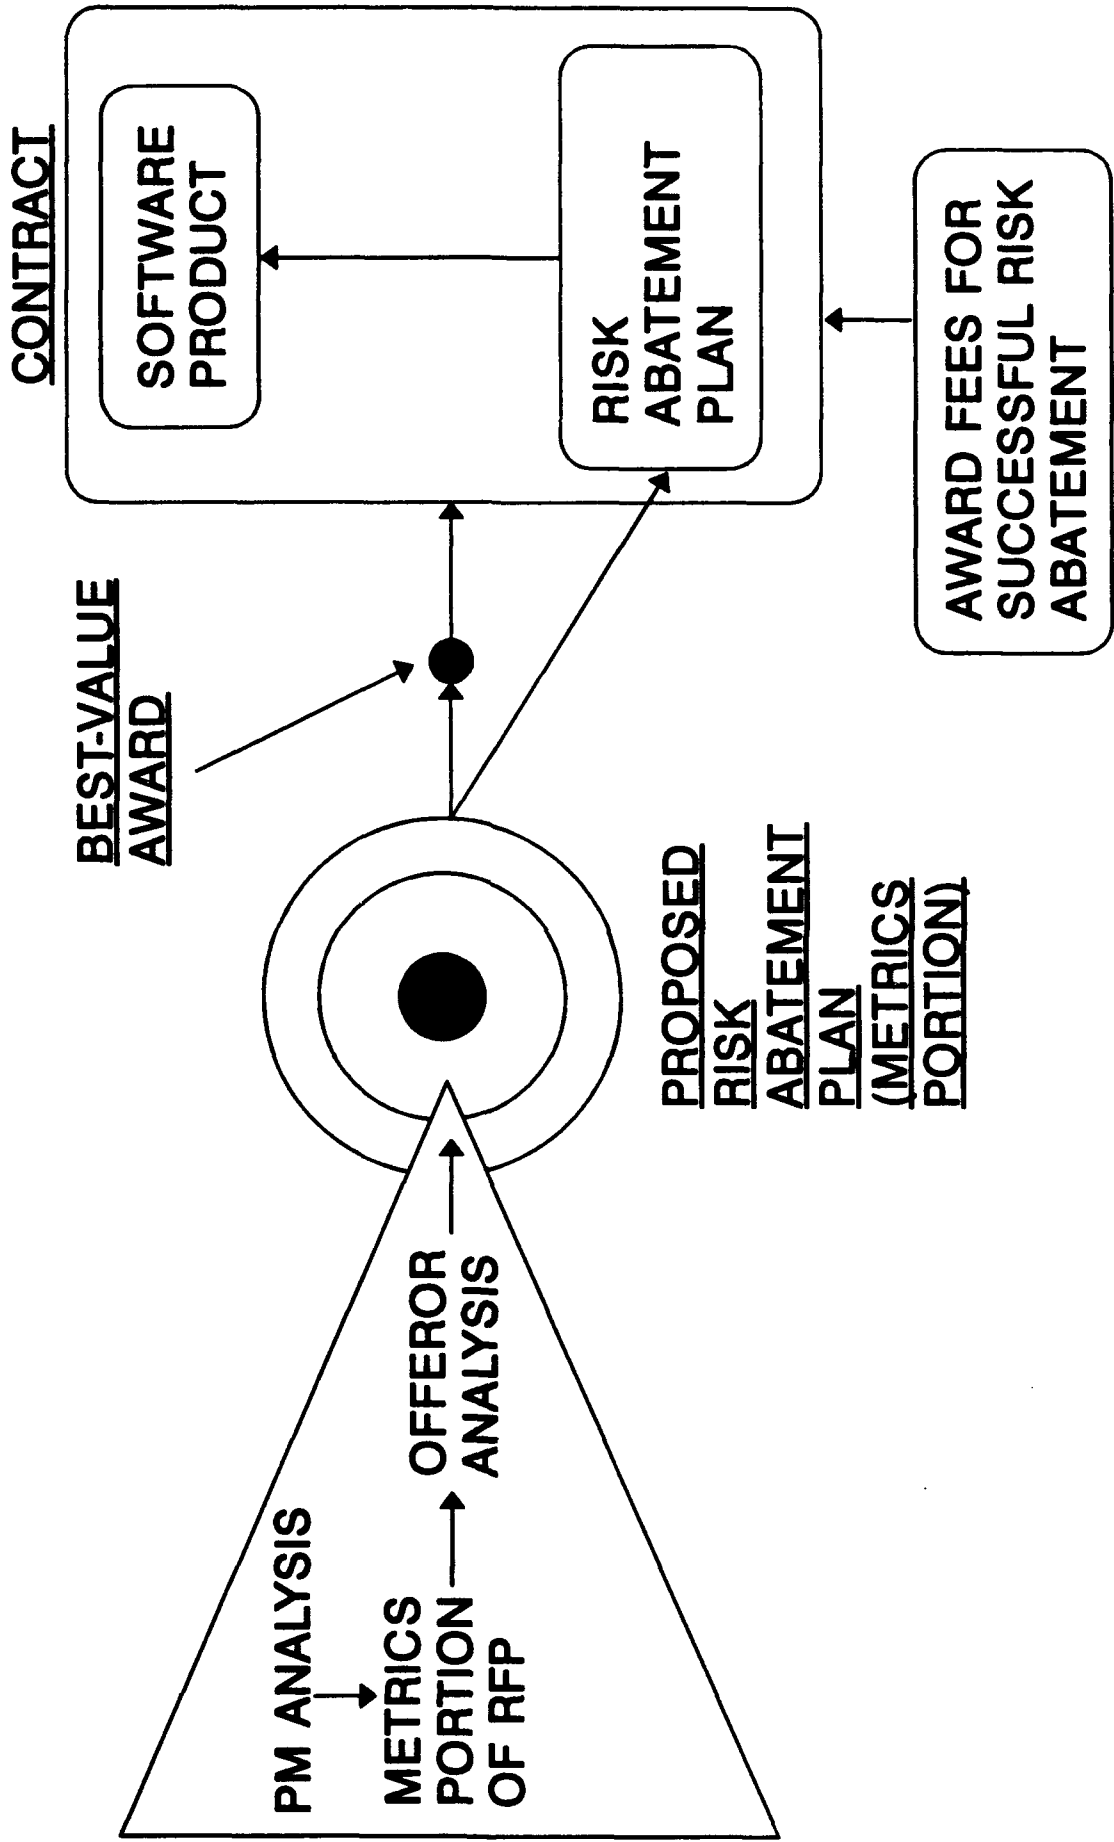 PM ANALYSIS
METRICS
PORTION
OF RFP
OFFEROR
ANALYSIS
PROPOSED
RISK
ABATEMENT
PLAN
(METRICS
PORTION)
BEST-VALUE
AWARD
CONTRACT
SOFTWARE
PRODUCT
RISK
ABATEMENT
PLAN
AWARD FEES FOR
SUCCESSFUL RISK
ABATEMENT